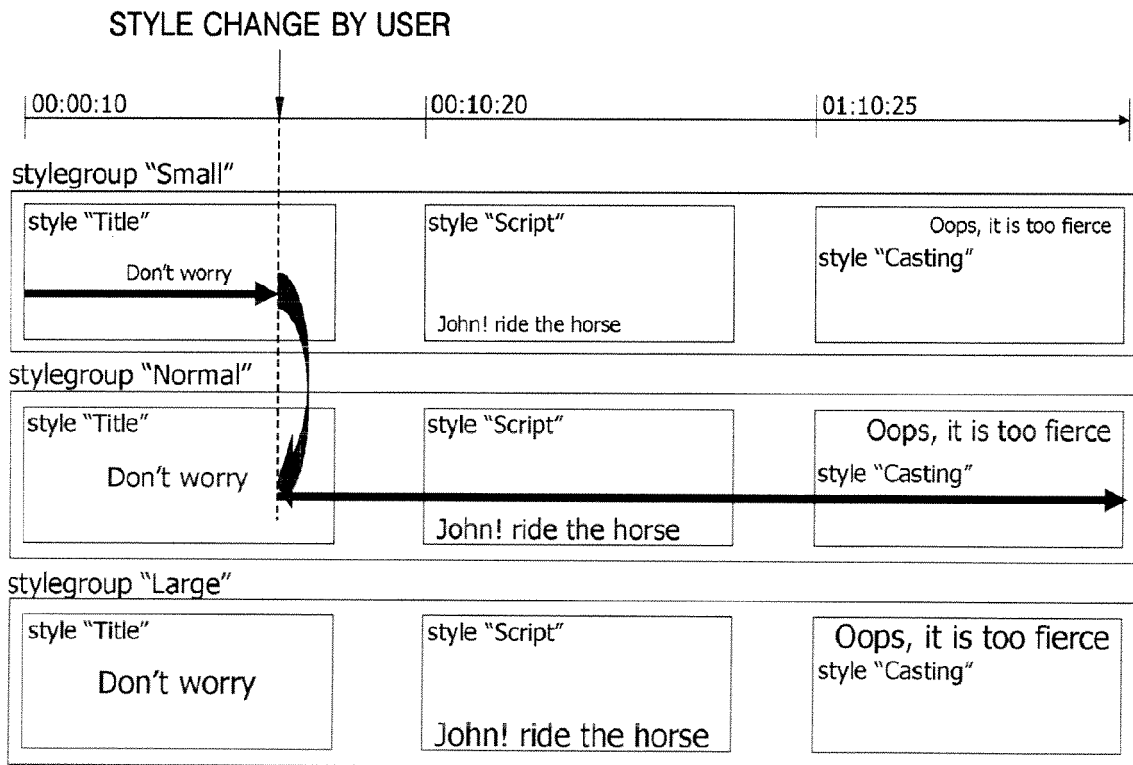 STYLE CHANGE BY USER
00:00:10 00:10:20 01:10:25
stylegroup “Small”
style “Title”
Don't worry
style “Script”
John! ride the horse
Oops, it is too fierce
style “Casting”
stylegroup “Normal”
style “Title”
Don't worry
style “Script”
John! ride the horse
Oops, it is too fierce
style “Casting”
stylegroup “Large”
style “Title”
Don't worry
style “Script”
John! ride the horse
Oops, it is too fierce
style “Casting”